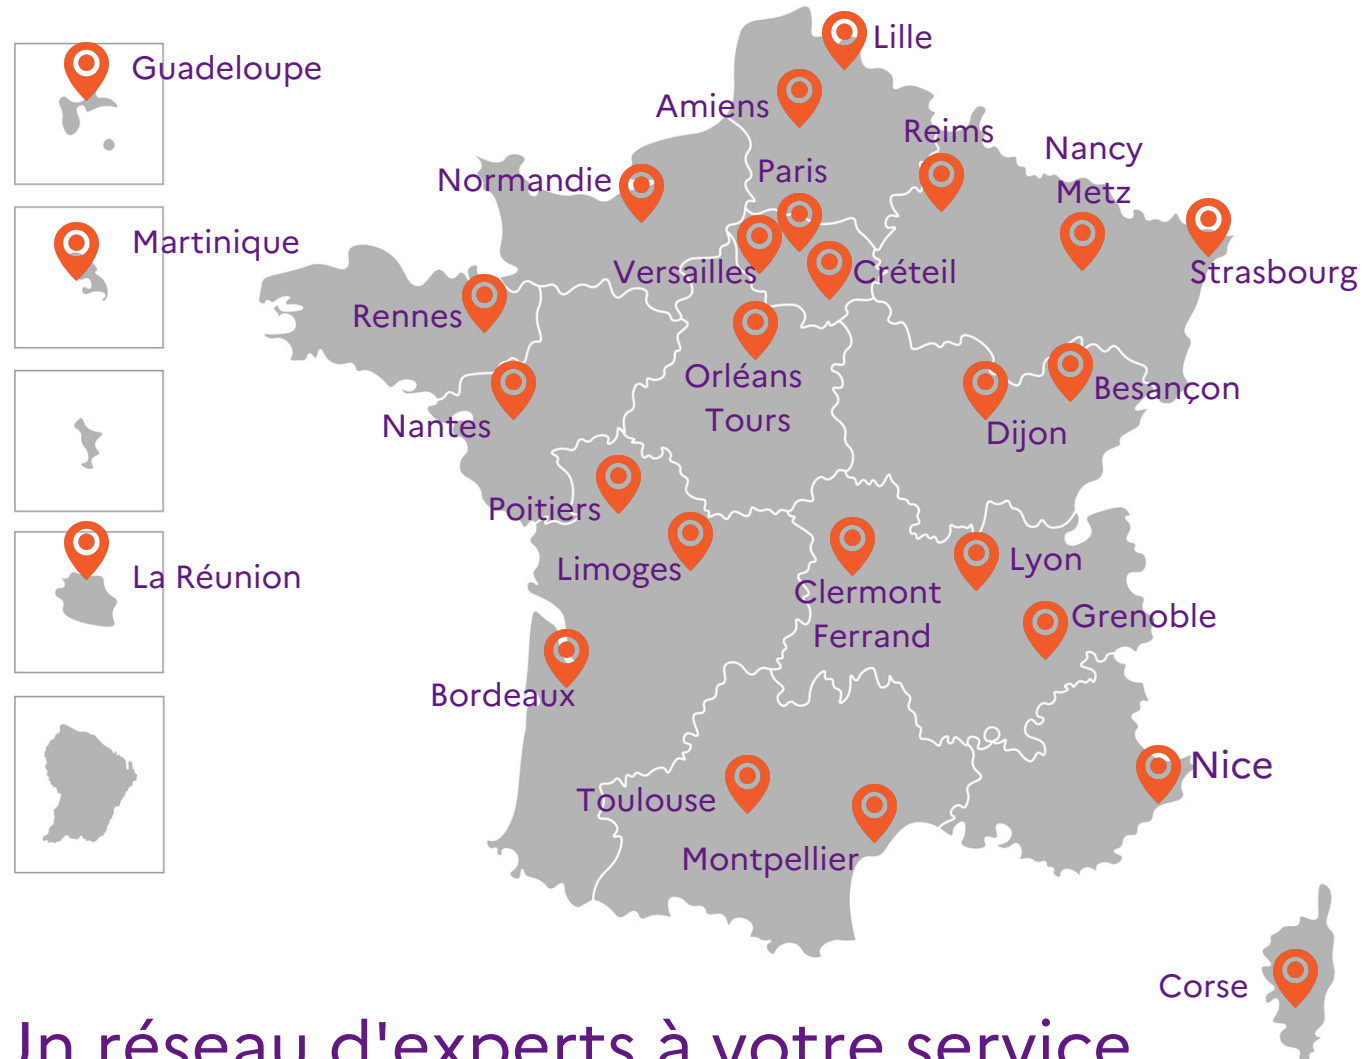 Lille
Guadeloupe
Amiens
Reims
Nancy
Metz
Paris
Normandie
Martinique
Versailles
Créteil
Strasbourg
Rennes
Orléans
Tours
Besançon
Nantes
Dijon
Poitiers
Limoges
Lyon
La Réunion
Clermont
Ferrand
Grenoble
Bordeaux
Nice
Toulouse
Montpellier
Corse
Un réseau d'experts à votre service